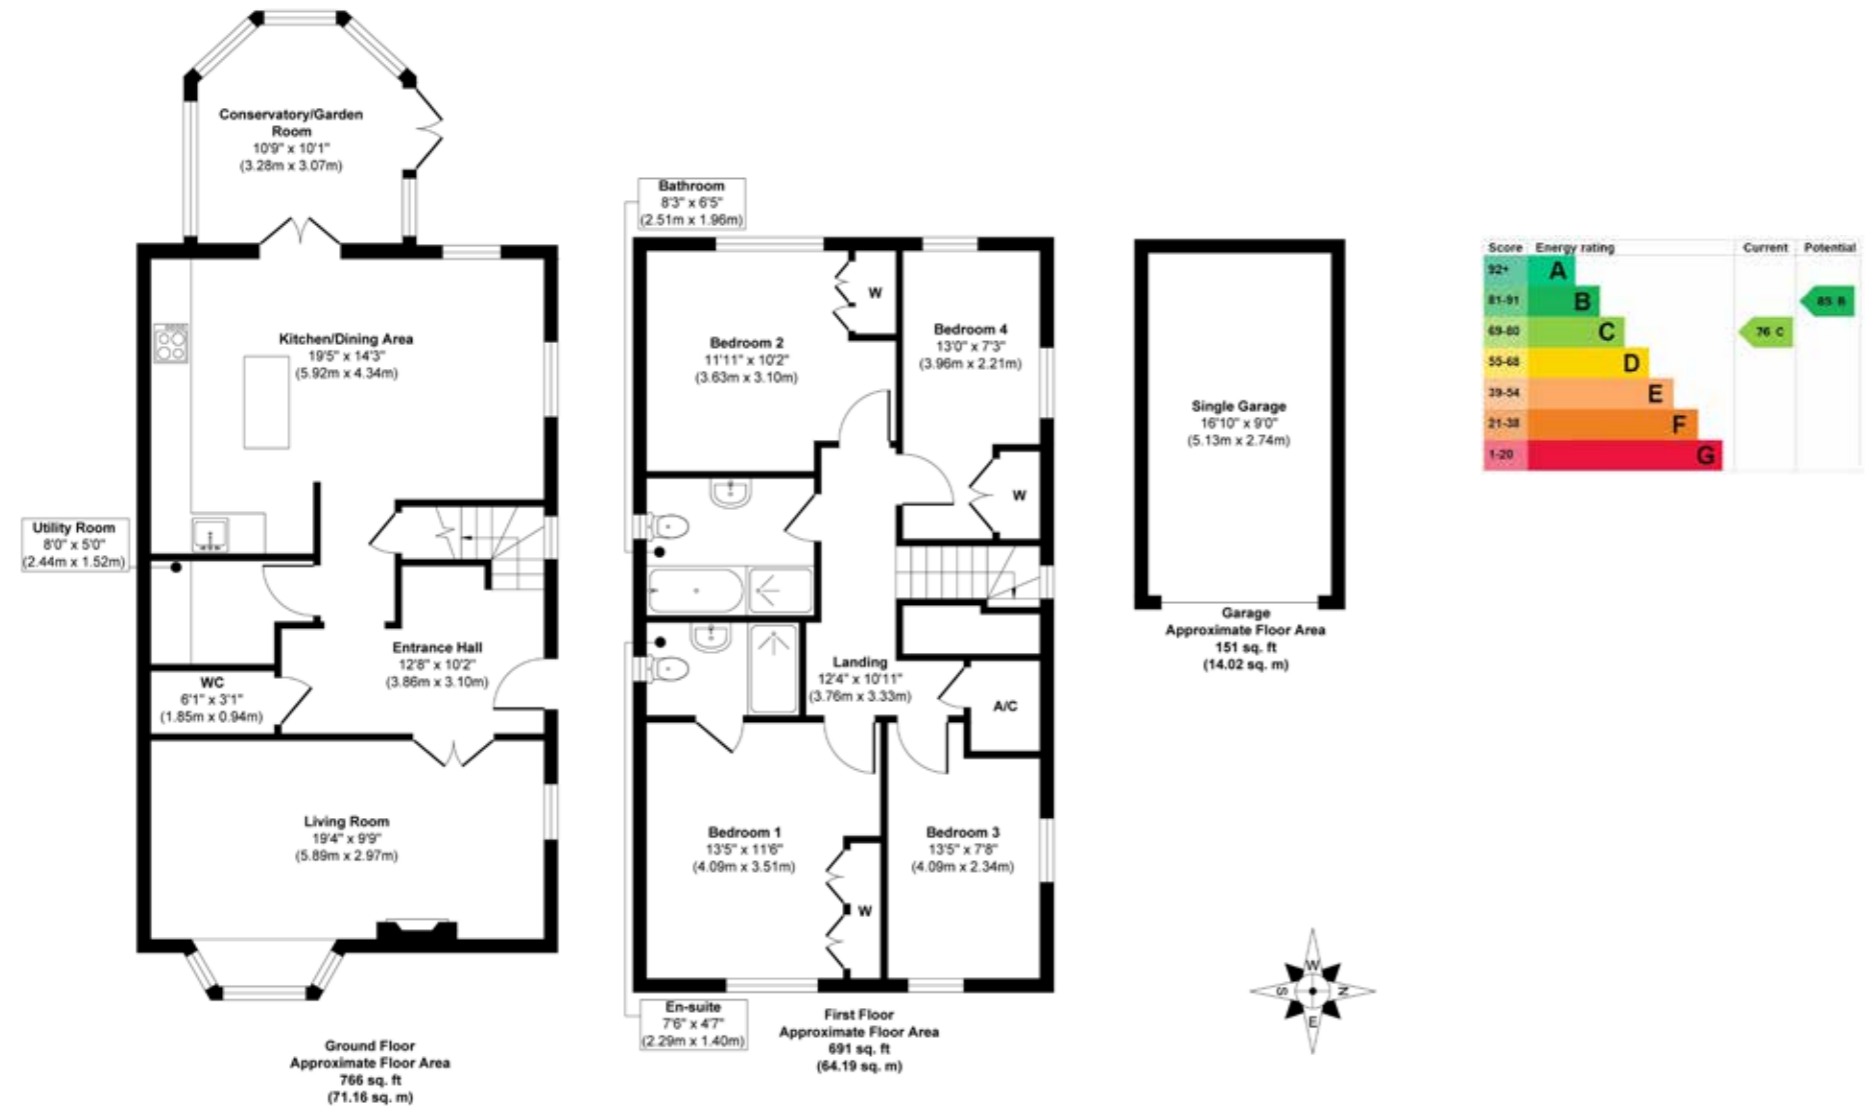 Conservatory/Garden
Room
10'9" x 10'1"
(3.28m x 3.07m)
Kitchen/Dining Area
19'5" x 14'3"
(5.92m x 4.34m)
Utility Room
8'0" x 5'0"
(2.44m x 1.52m)
Entrance Hall
12'8" x 10'2"
(3.86m x 3.10m)
WC
6'1" x 3'1"
(1.85m x 0.94m)
Living Room
19'4" x 9'9"
(5.89m x 2.97m)
Ground Floor
Approximate Floor Area
766 sq. ft
(71.16 sq. m)
Bathroom
8'3" x 6'5"
(2.51m x 1.96m)
W
Bedroom 2
11'11" x 10'2"
(3.63m x 3.10m)
Bedroom 4
13'0" x 7'3"
(3.96m x 2.21m)
W
Landing
12'4" x 10'11"
(3.76m x 3.33m)
A/C
Bedroom 1
13'5" x 11'6"
(4.09m x 3.51m)
Bedroom 3
13'5" x 7'8"
(4.09m x 2.34m)
W
En-suite
7'6" x 4'7"
(2.29m x 1.40m)
First Floor
Approximate Floor Area
691 sq. ft
(64.19 sq. m)
Single Garage
16'10" x 9'0"
(5.13m x 2.74m)
Garage
Approximate Floor Area
151 sq. ft
(14.02 sq. m)
Score Energy rating Current Potential
92+ A
81-91 B 85 B
69-80 C 76 C
55-68 D
39-54 E
21-38 F
1-20 G
W
S N
E